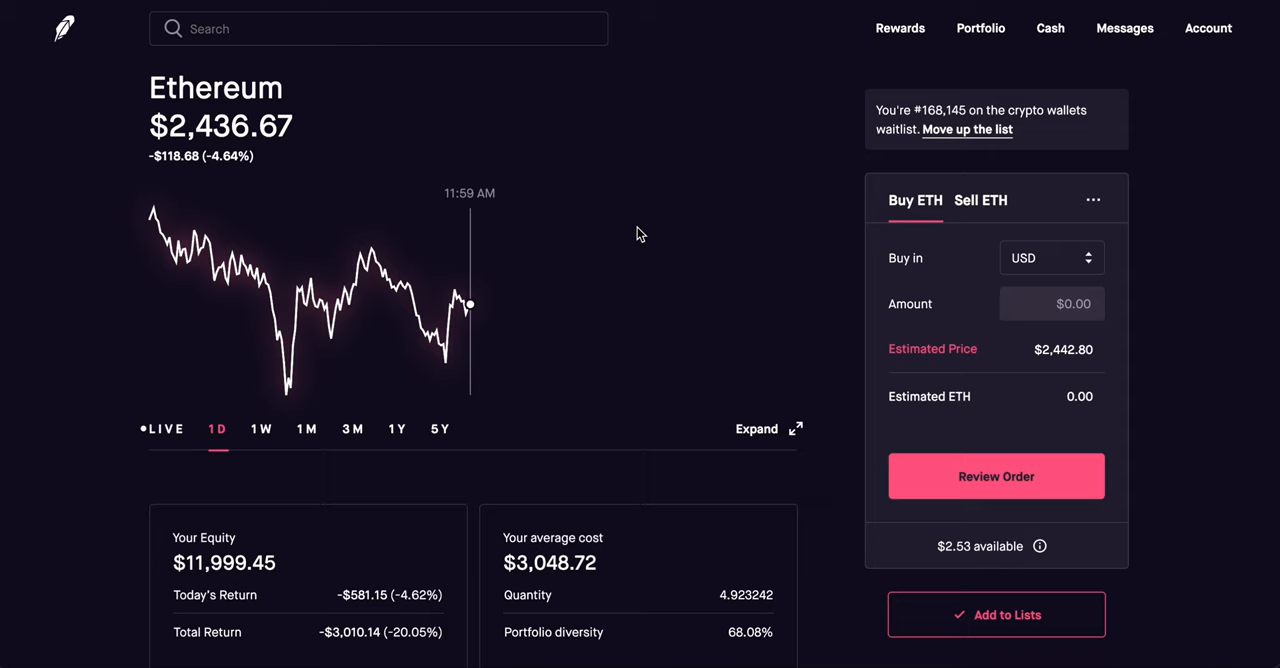 Search
Rewards
Portfolio
Cash
Messages
Account
Ethereum
$2,436.67
-$118.68 (-4.64%)
11:59 AM
LIVE
1D
1W
1M
3M
1Y
5Y
Expand
Your Equity
$11,999.45
Today's Return -$581.15 (-4.62%)
Total Return -$3,010.14 (-20.05%)
Your average cost
$3,048.72
Quantity 4.923242
Portfolio diversity 68.08%
You're #168,145 on the crypto wallets
waitlist. Move up the list
Buy ETH Sell ETH
Buy in USD
Amount $0.00
Estimated Price $2,442.80
Estimated ETH 0.00
Review Order
$2.53 available
Add to Lists